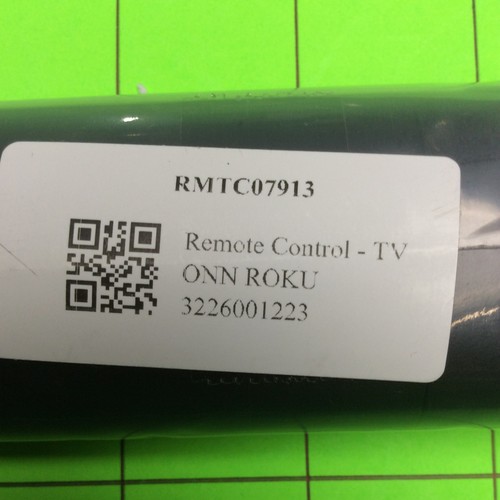 RMTC07913
Remote Control - TV
ONN ROKU
3226001223